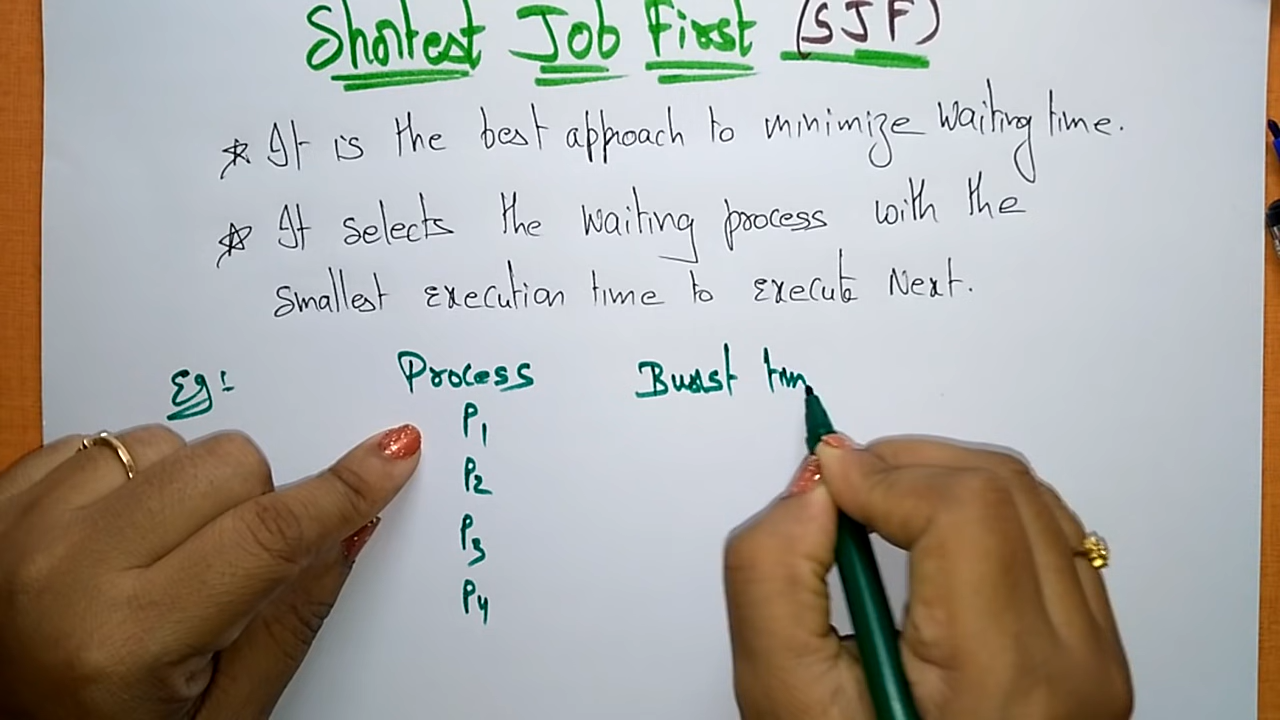 Shortest Job First (SJF)
* It is the best approach to minimize waiting time.
* It selects the waiting process with the
smallest execution time to execute Next.
Eg: Process Burst tim
P1
P2
P3
P4